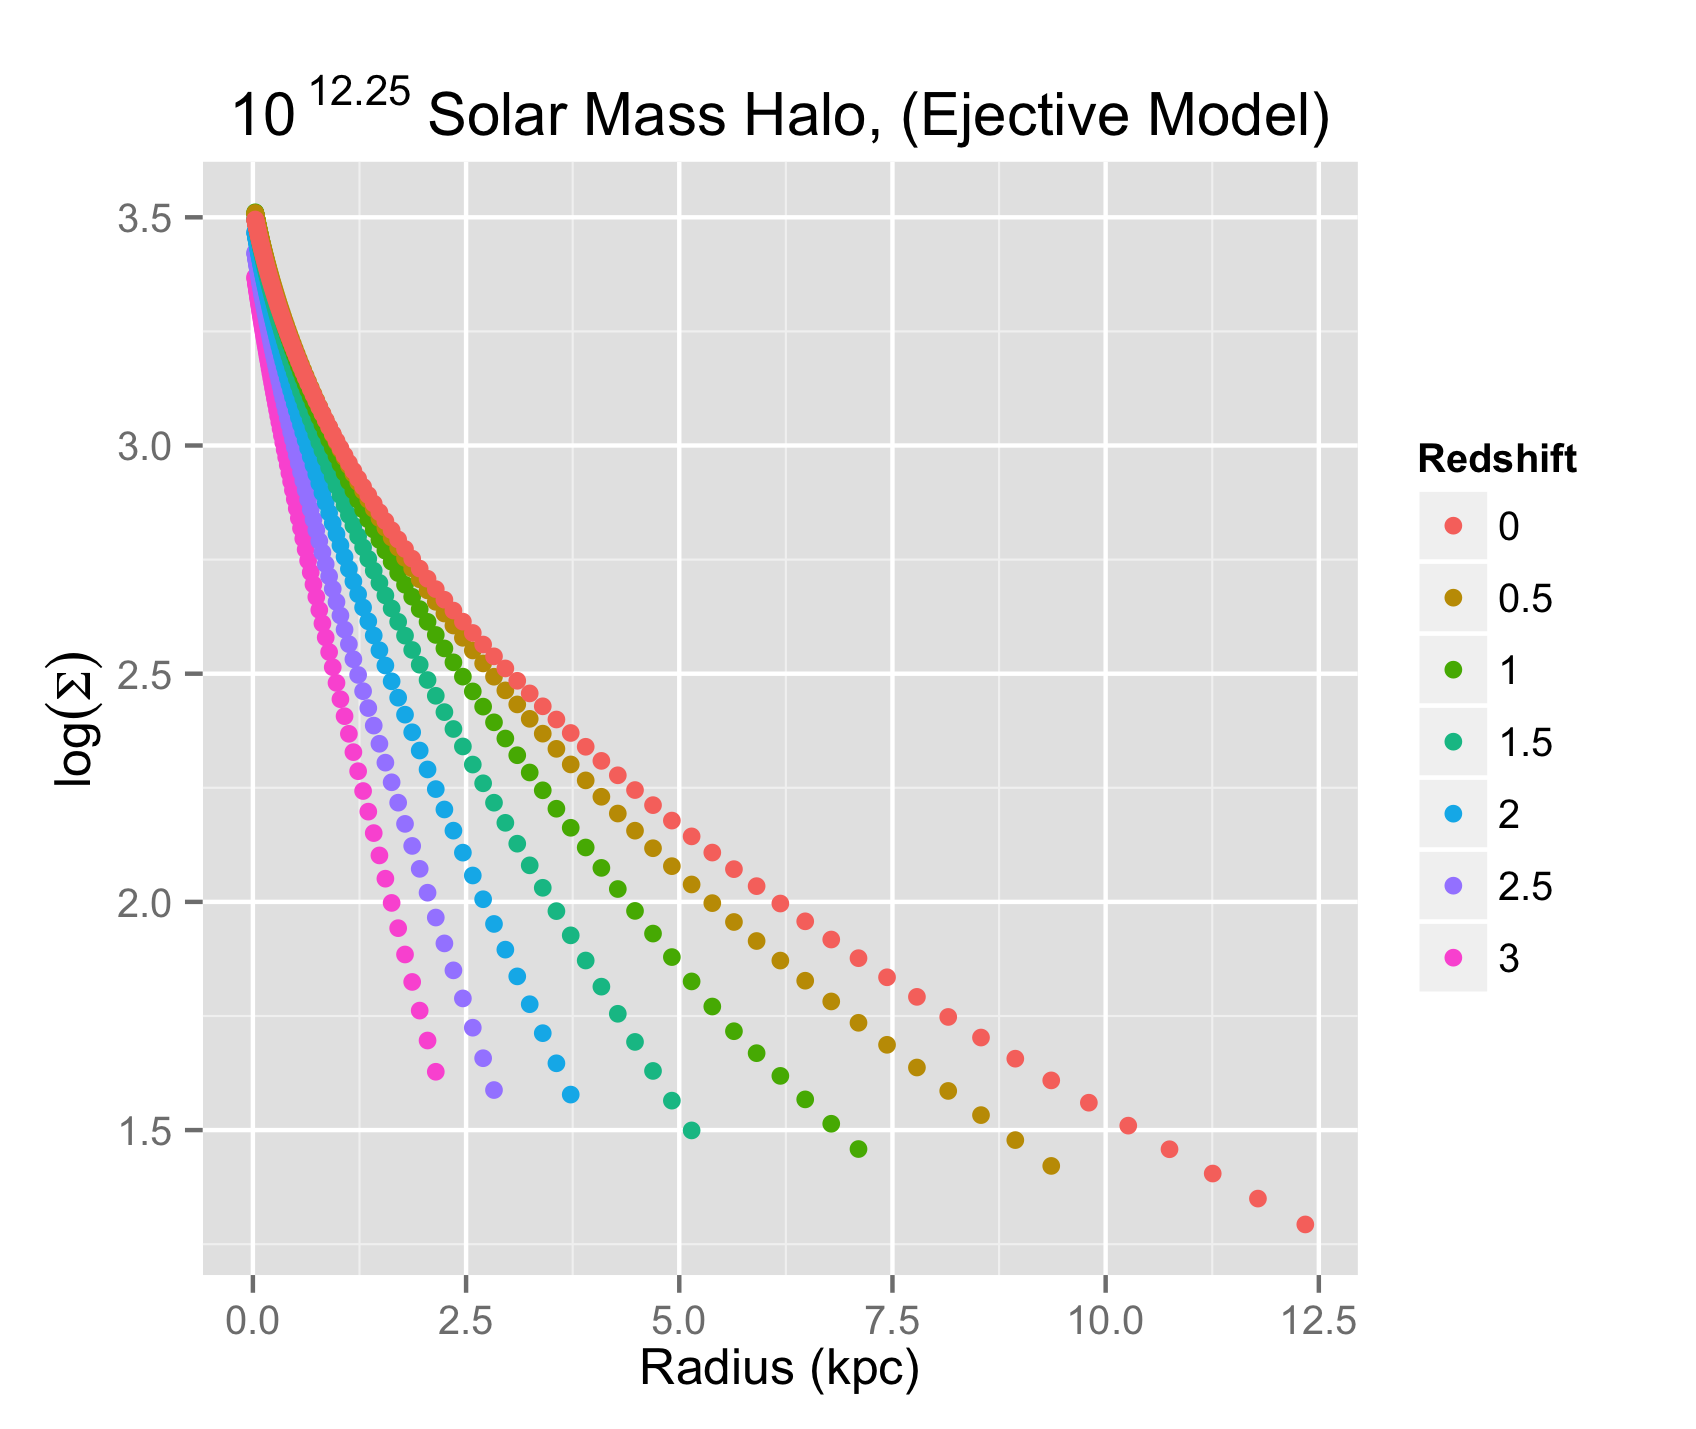 10^12.25 Solar Mass Halo, (Ejective Model)
log(Σ)
3.5
3.0
2.5
2.0
1.5
0.0 2.5 5.0 7.5 10.0 12.5
Radius (kpc)
Redshift
0
0.5
1
1.5
2
2.5
3